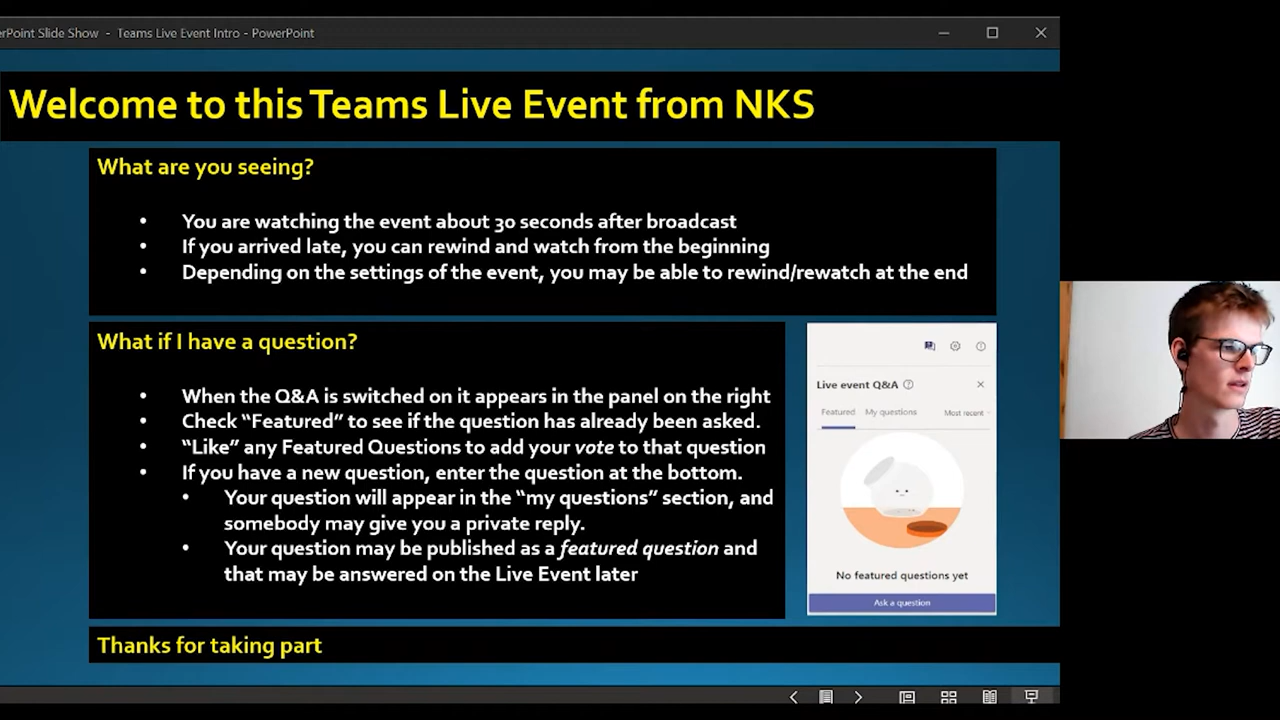 PowerPoint Slide Show - Teams Live Event Intro - PowerPoint
Welcome to this Teams Live Event from NKS
What are you seeing?
• You are watching the event about 30 seconds after broadcast
• If you arrived late, you can rewind and watch from the beginning
• Depending on the settings of the event, you may be able to rewind/rewatch at the end
What if I have a question?
• When the Q&A is switched on it appears in the panel on the right
• Check “Featured” to see if the question has already been asked.
• “Like” any Featured Questions to add your vote to that question
• If you have a new question, enter the question at the bottom.
• Your question will appear in the “my questions” section, and
somebody may give you a private reply.
• Your question may be published as a featured question and
that may be answered on the Live Event later
Live event Q&A
Featured My questions Most recent
No featured questions yet
Ask a question
Thanks for taking part